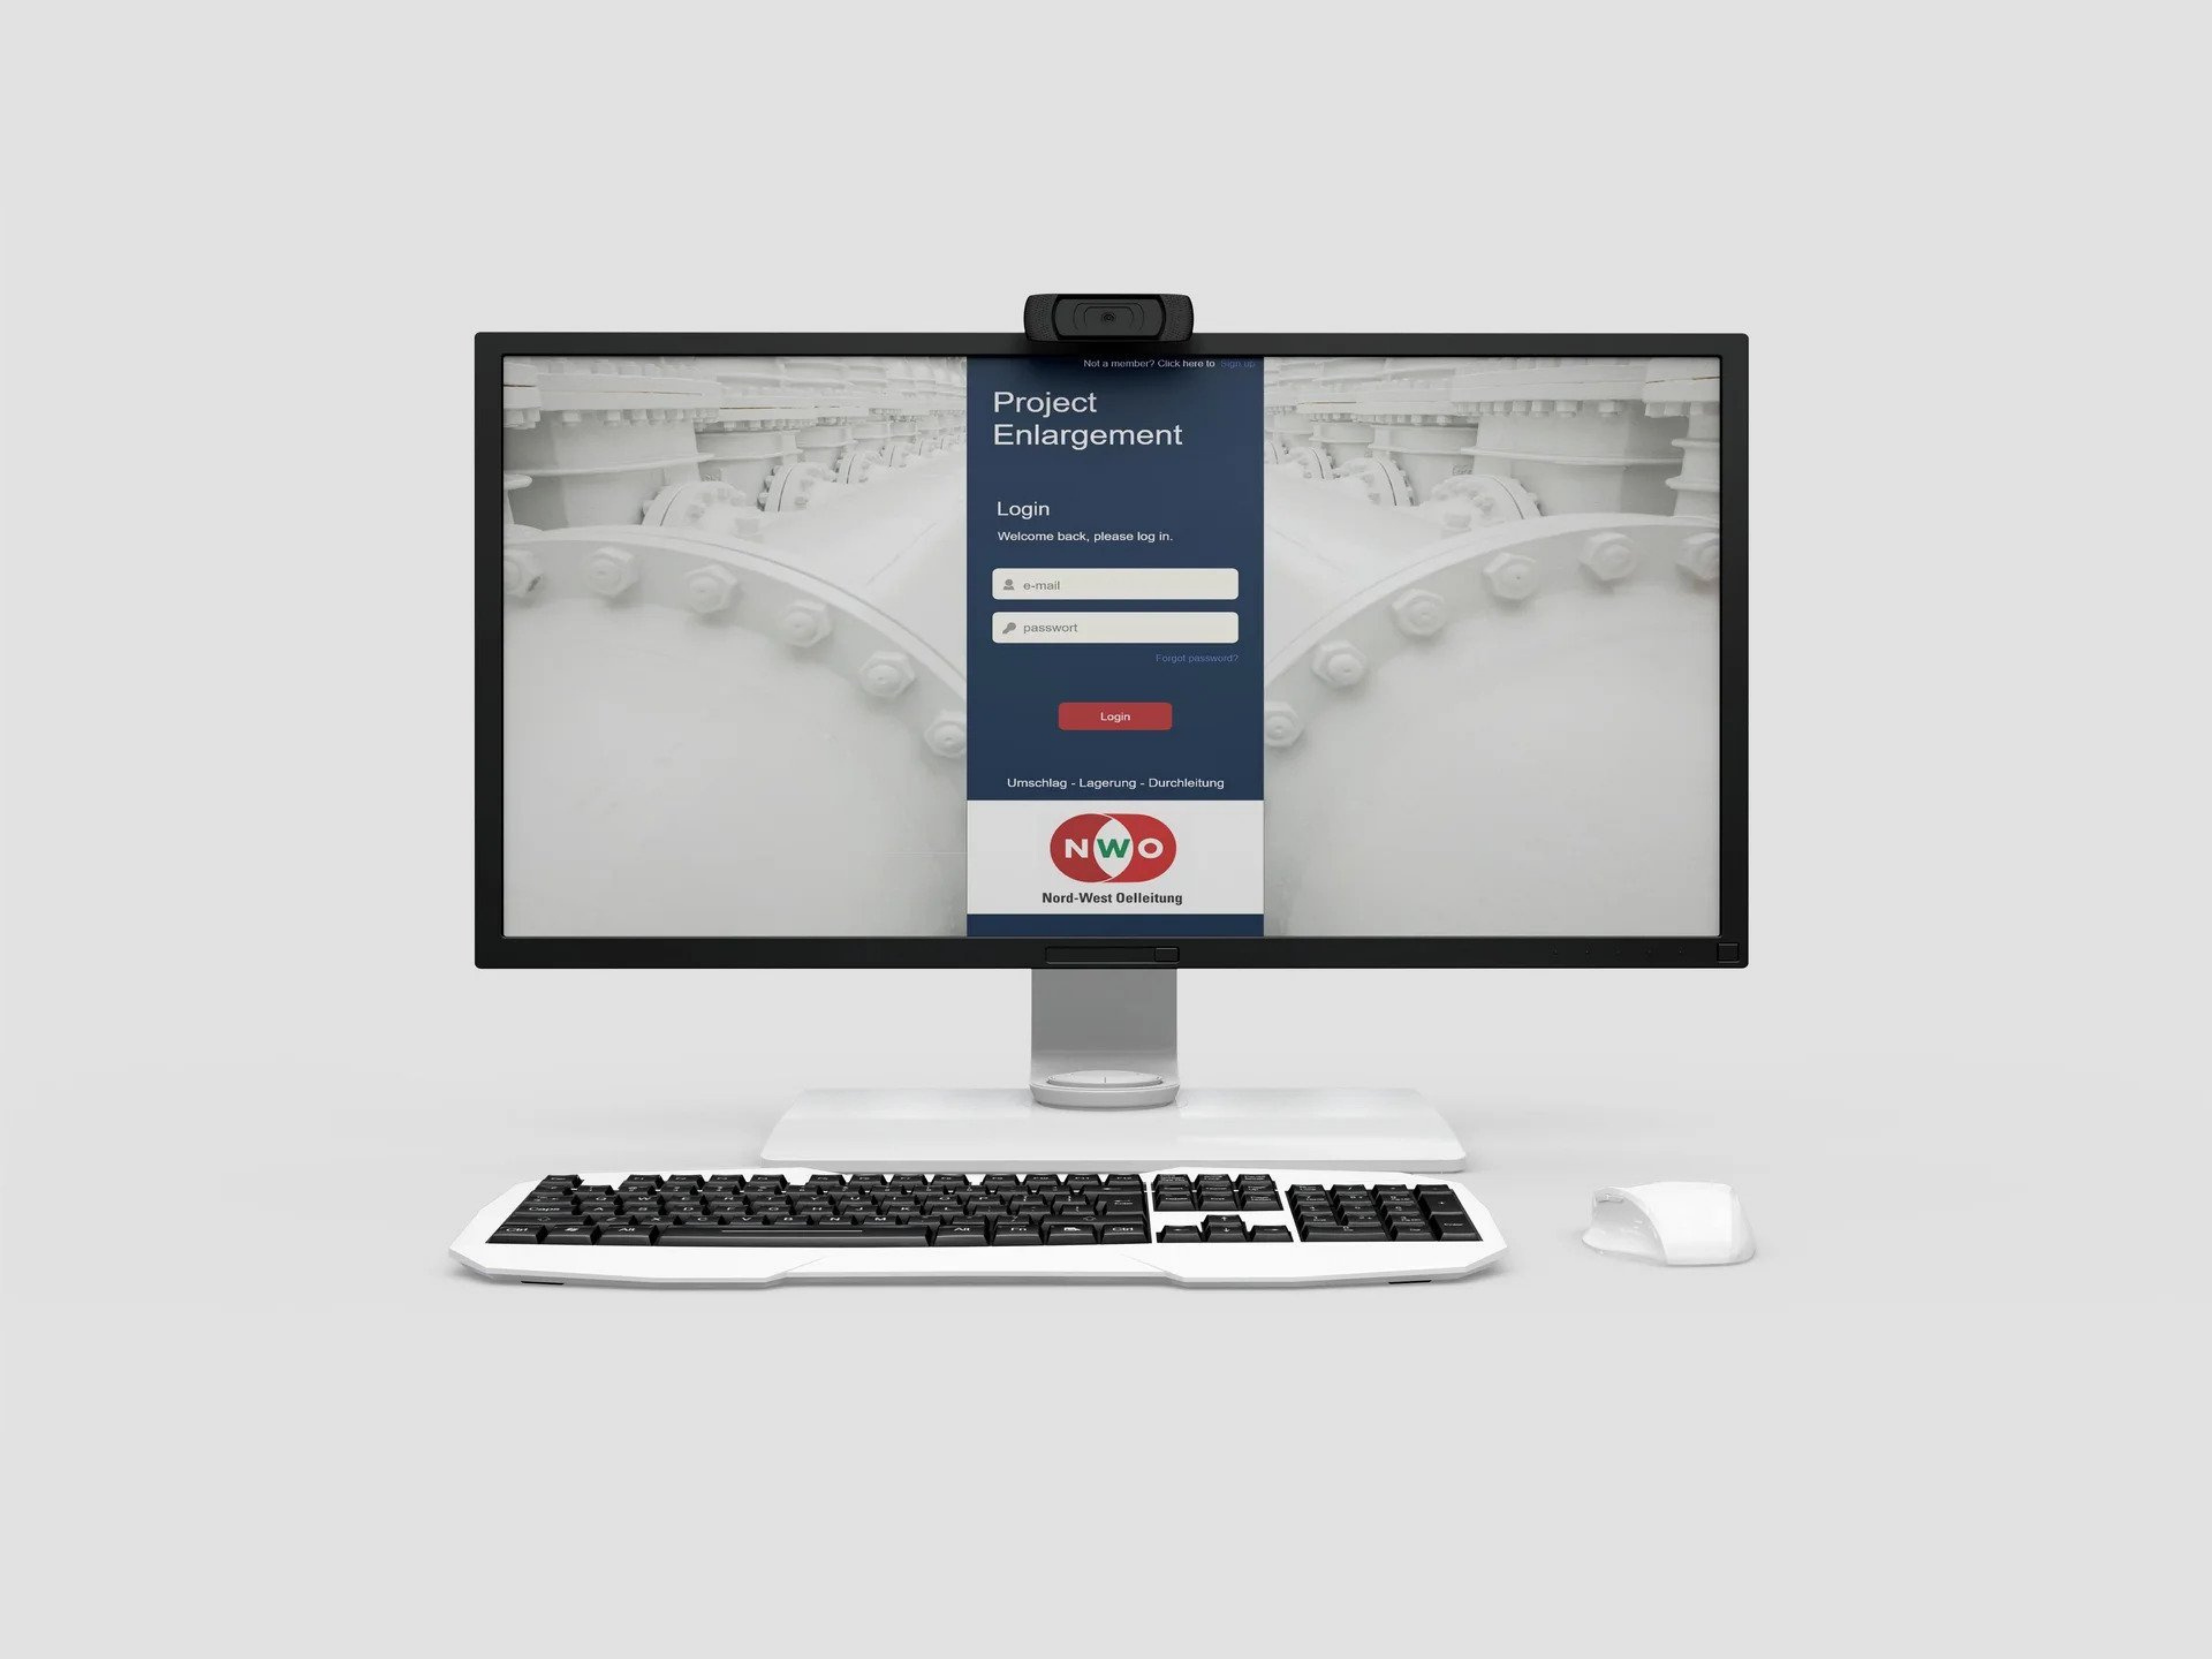 Not a member? Click here to Sign up
Project
Enlargement
Login
Welcome back, please log in.
e-mail
passwort
Forgot password?
Login
Umschlag - Lagerung - Durchleitung
NWO
Nord-West Oelleitung